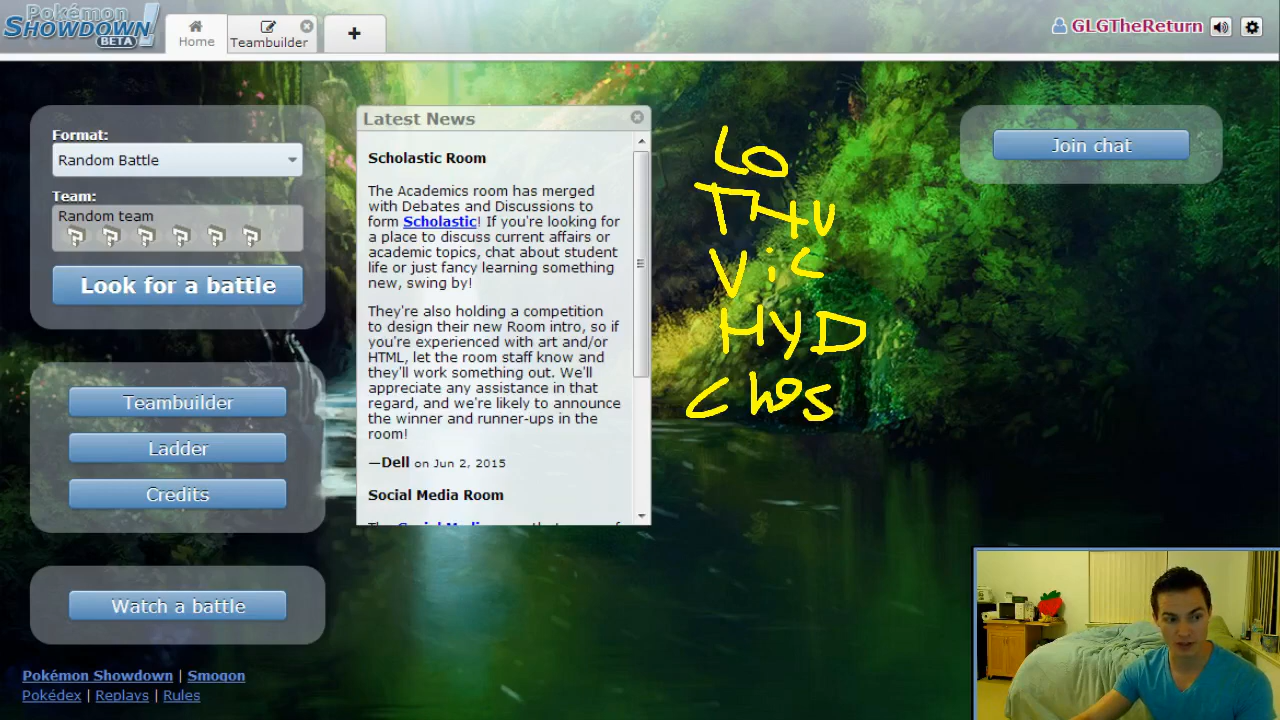 Pokémon
SHOWDOWN!
BETA
Home
Teambuilder
+
GLGTheReturn
Format:
Random Battle
Team:
Random team
? ? ? ? ? ?
Look for a battle
Teambuilder
Ladder
Credits
Watch a battle
Pokémon Showdown | Smogon
Pokédex | Replays | Rules
Latest News
Scholastic Room
The Academics room has merged
with Debates and Discussions to
form Scholastic! If you're looking for
a place to discuss current affairs or
academic topics, chat about student
life or just fancy learning something
new, swing by!
They're also holding a competition
to design their new Room intro, so if
you're experienced with art and/or
HTML, let the room staff know and
they'll work something out. We'll
appreciate any assistance in that
regard, and we're likely to announce
the winner and runner-ups in the
room!
—Dell on Jun 2, 2015
Social Media Room
LO
THU
Vic
HYD
Ches
Join chat